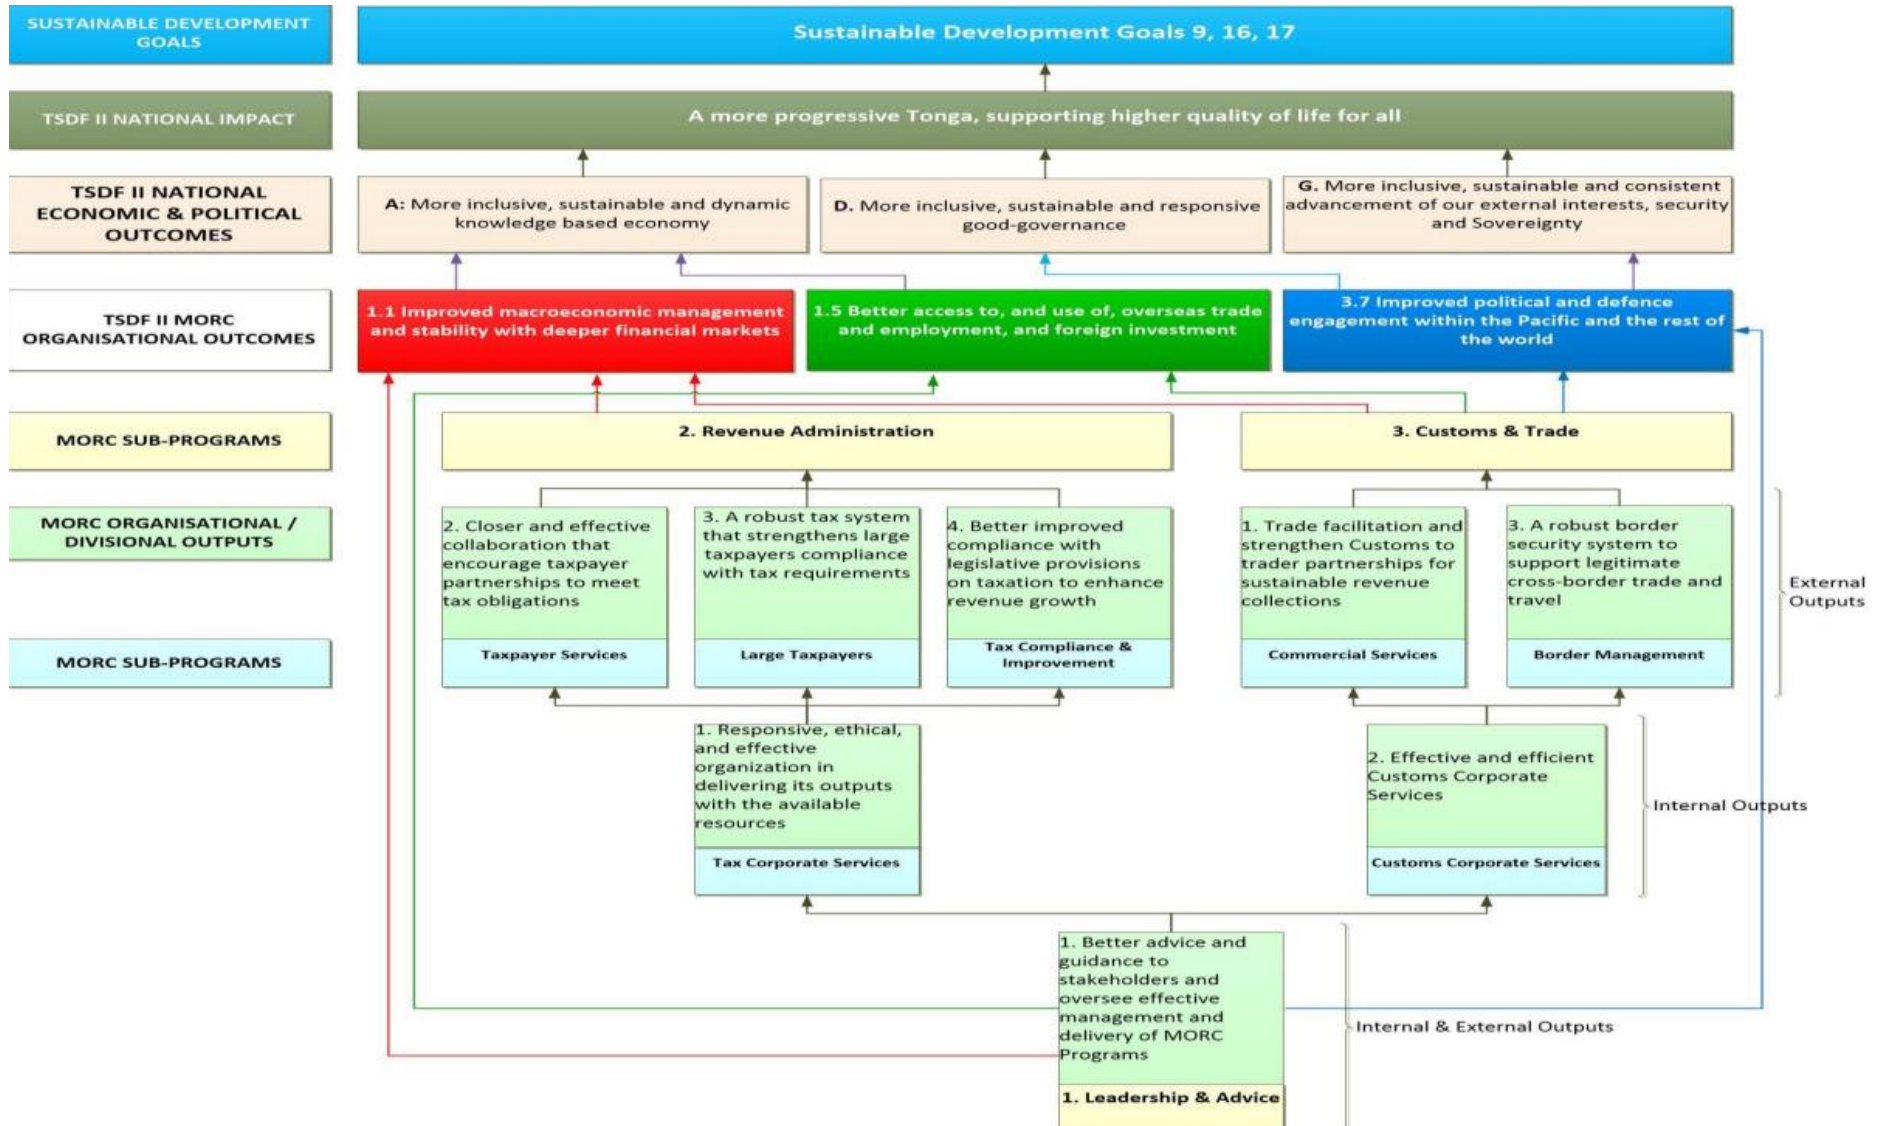 SUSTAINABLE DEVELOPMENT
GOALS
Sustainable Development Goals 9, 16, 17
TSDF II NATIONAL IMPACT
A more progressive Tonga, supporting higher quality of life for all
TSDF II NATIONAL
ECONOMIC & POLITICAL
OUTCOMES
A: More inclusive, sustainable and dynamic
knowledge based economy
D. More inclusive, sustainable and responsive
good-governance
G. More inclusive, sustainable and consistent
advancement of our external interests, security
and Sovereignty
TSDF II MORC
ORGANISATIONAL OUTCOMES
1.1 Improved macroeconomic management
and stability with deeper financial markets
1.5 Better access to, and use of, overseas trade
and employment, and foreign investment
3.7 Improved political and defence
engagement within the Pacific and the rest of
the world
MORC SUB-PROGRAMS
2. Revenue Administration
3. Customs & Trade
MORC ORGANISATIONAL /
DIVISIONAL OUTPUTS
2. Closer and effective
collaboration that
encourage taxpayer
partnerships to meet
tax obligations
3. A robust tax system
that strengthens large
taxpayers compliance
with tax requirements
4. Better improved
compliance with
legislative provisions
on taxation to enhance
revenue growth
1. Trade facilitation and
strengthen Customs to
trader partnerships for
sustainable revenue
collections
3. A robust border
security system to
support legitimate
cross-border trade and
travel
External
Outputs
MORC SUB-PROGRAMS
Taxpayer Services
Large Taxpayers
Tax Compliance &
Improvement
Commercial Services
Border Management
1. Responsive, ethical,
and effective
organization in
delivering its outputs
with the available
resources
Tax Corporate Services
2. Effective and efficient
Customs Corporate
Services
Customs Corporate Services
Internal Outputs
1. Better advice and
guidance to
stakeholders and
oversee effective
management and
delivery of MORC
Programs
1. Leadership & Advice
Internal & External Outputs